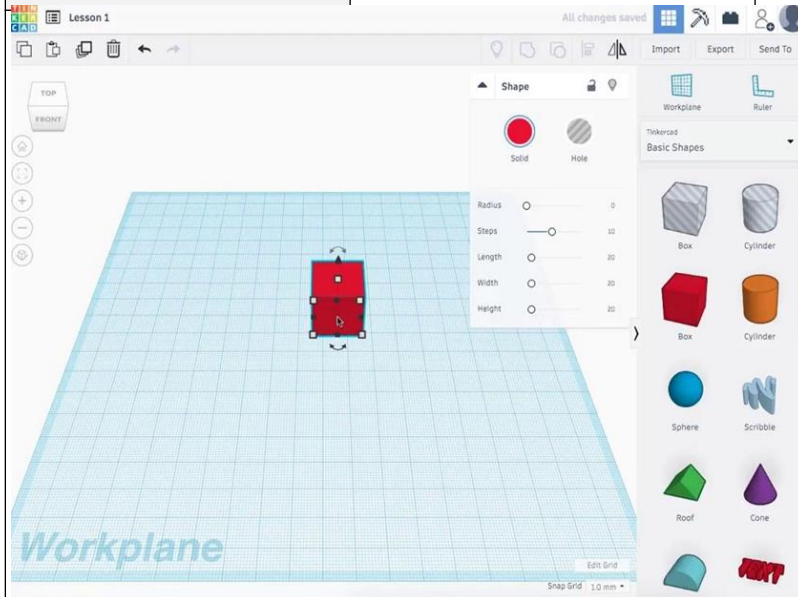 TIN
KER
CAD
Lesson 1
All changes saved
Import
Export
Send To
TOP
FRONT
Shape
Solid
Hole
Radius 0
Steps 10
Length 20
Width 20
Height 20
Workplane
Ruler
Tinkercad
Basic Shapes
Box
Cylinder
Box
Cylinder
Sphere
Scribble
Roof
Cone
TEXT
Workplane
Edit Grid
Snap Grid 1.0 mm